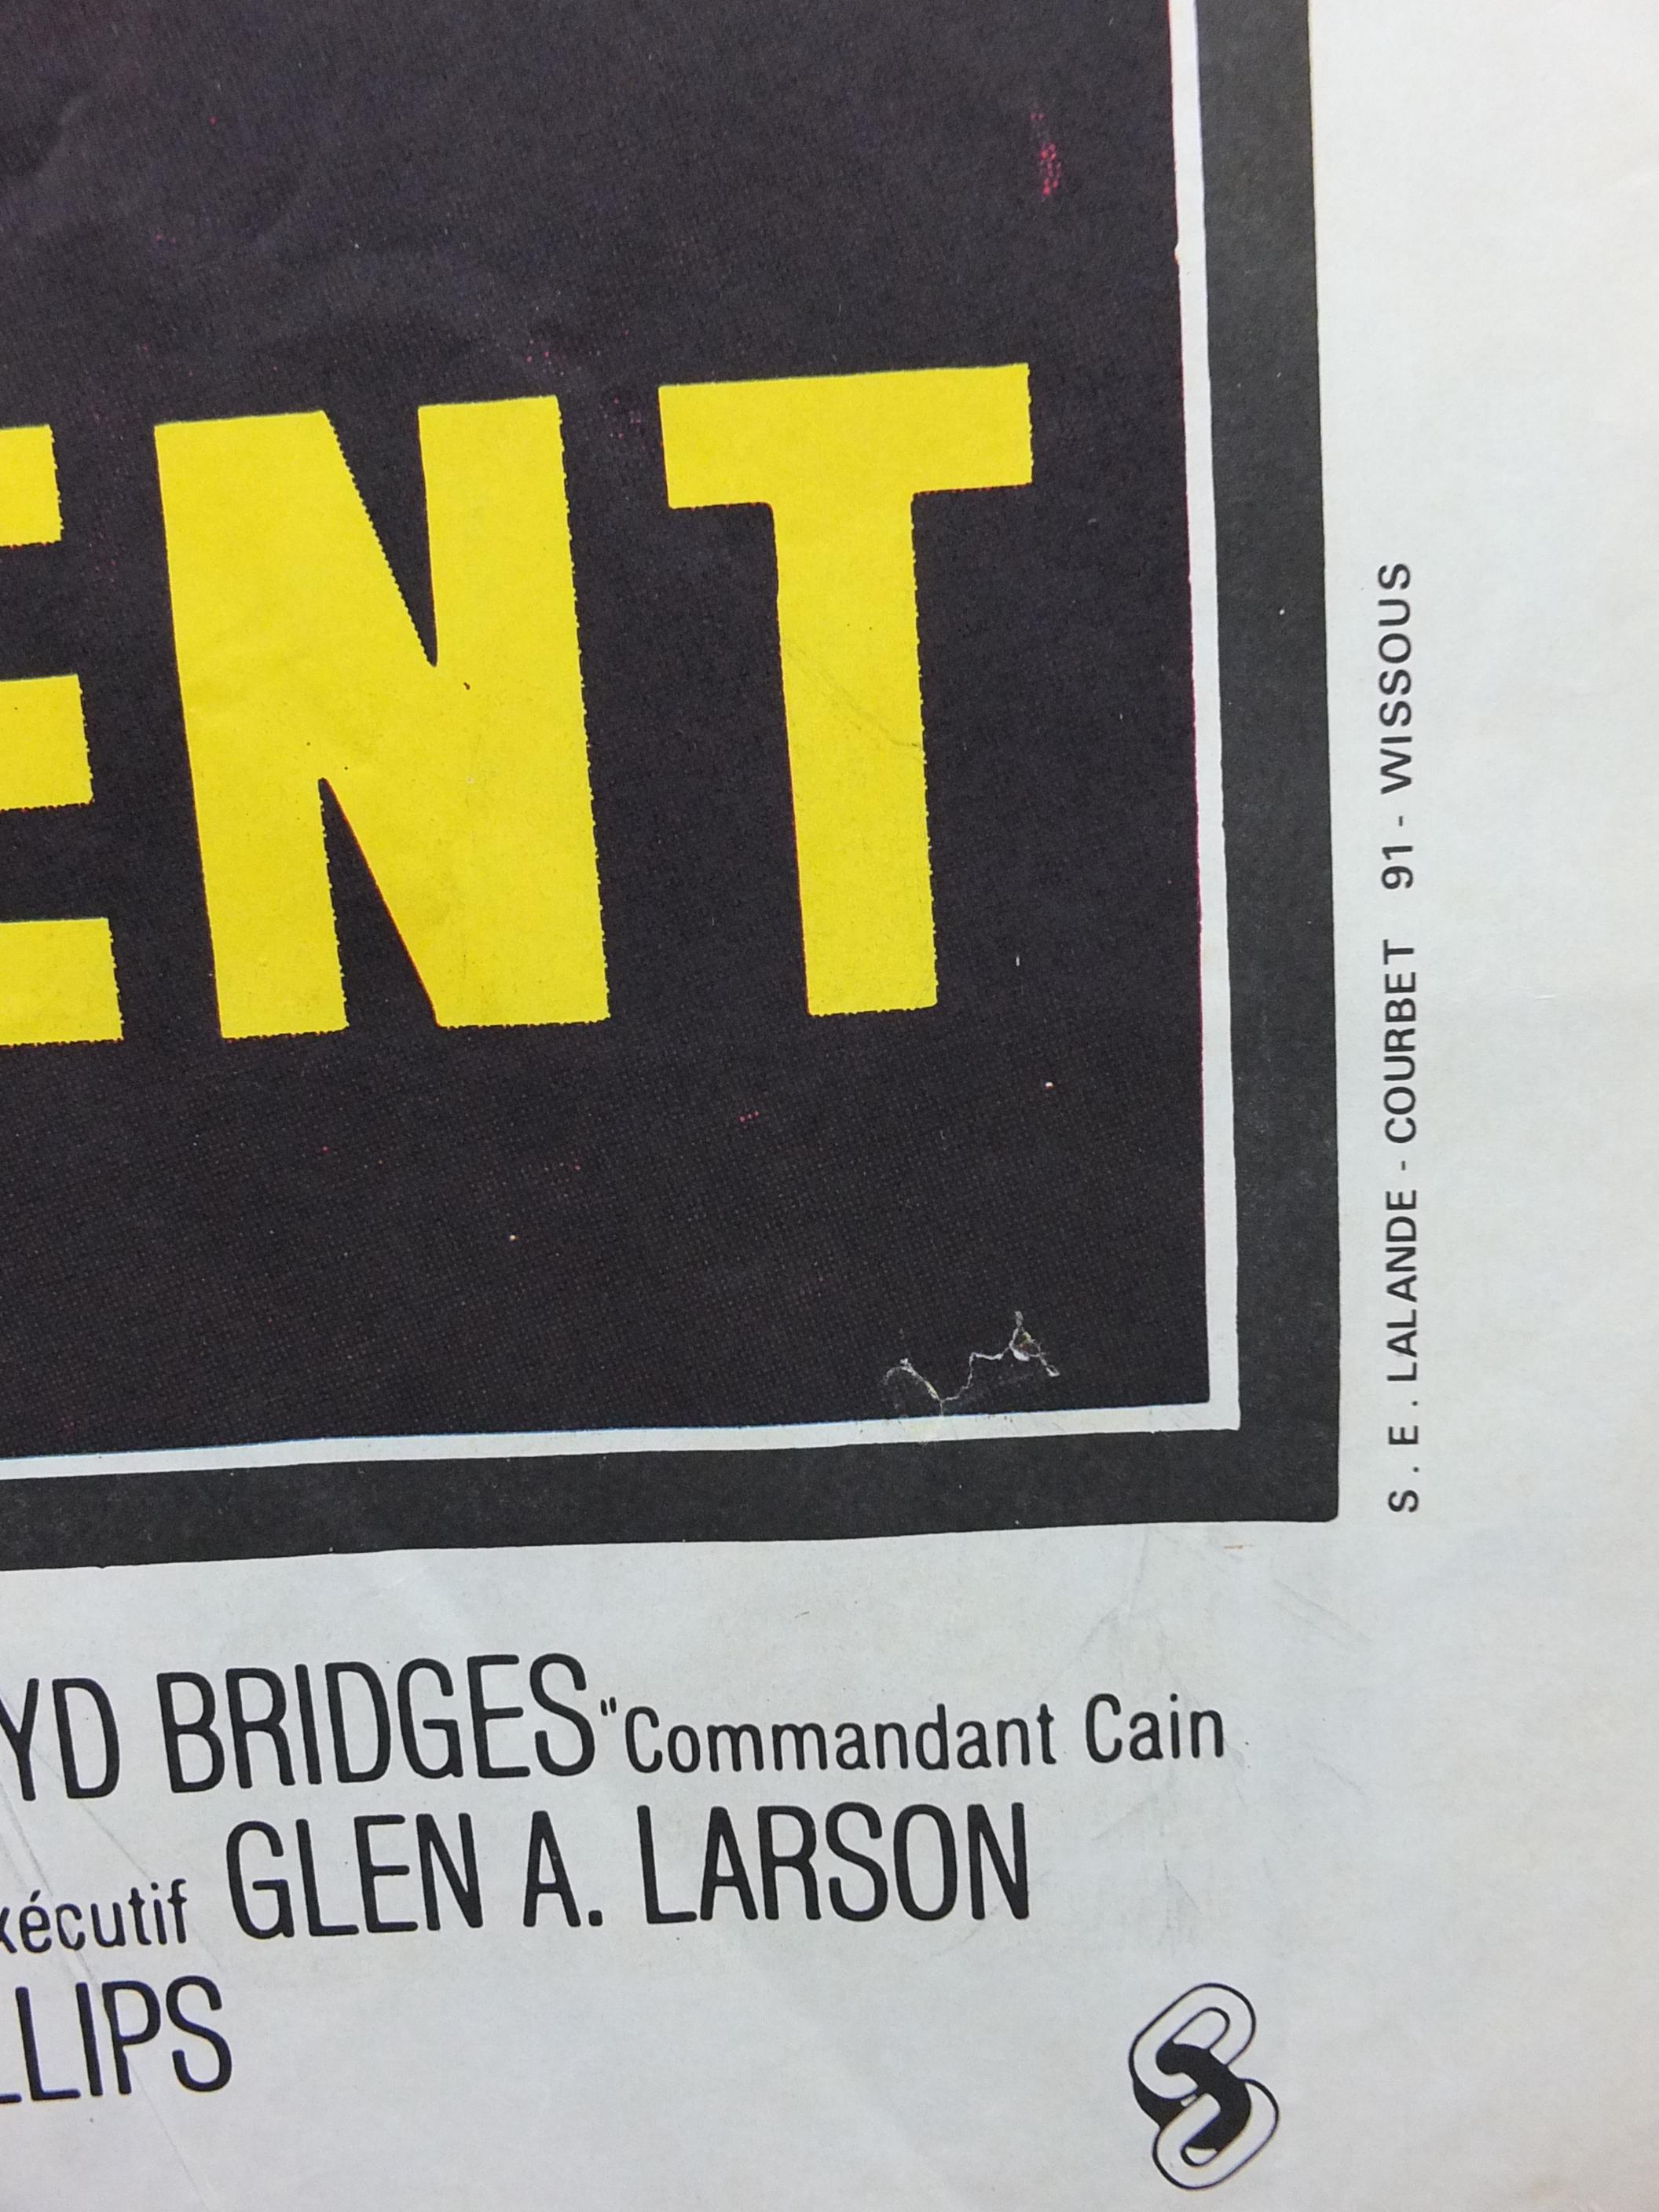 ENT
S.E. LALANDE - COURBET 91 - WISSOUS
YD BRIDGES "Commandant Cain
xécutif GLEN A. LARSON
LLIPS